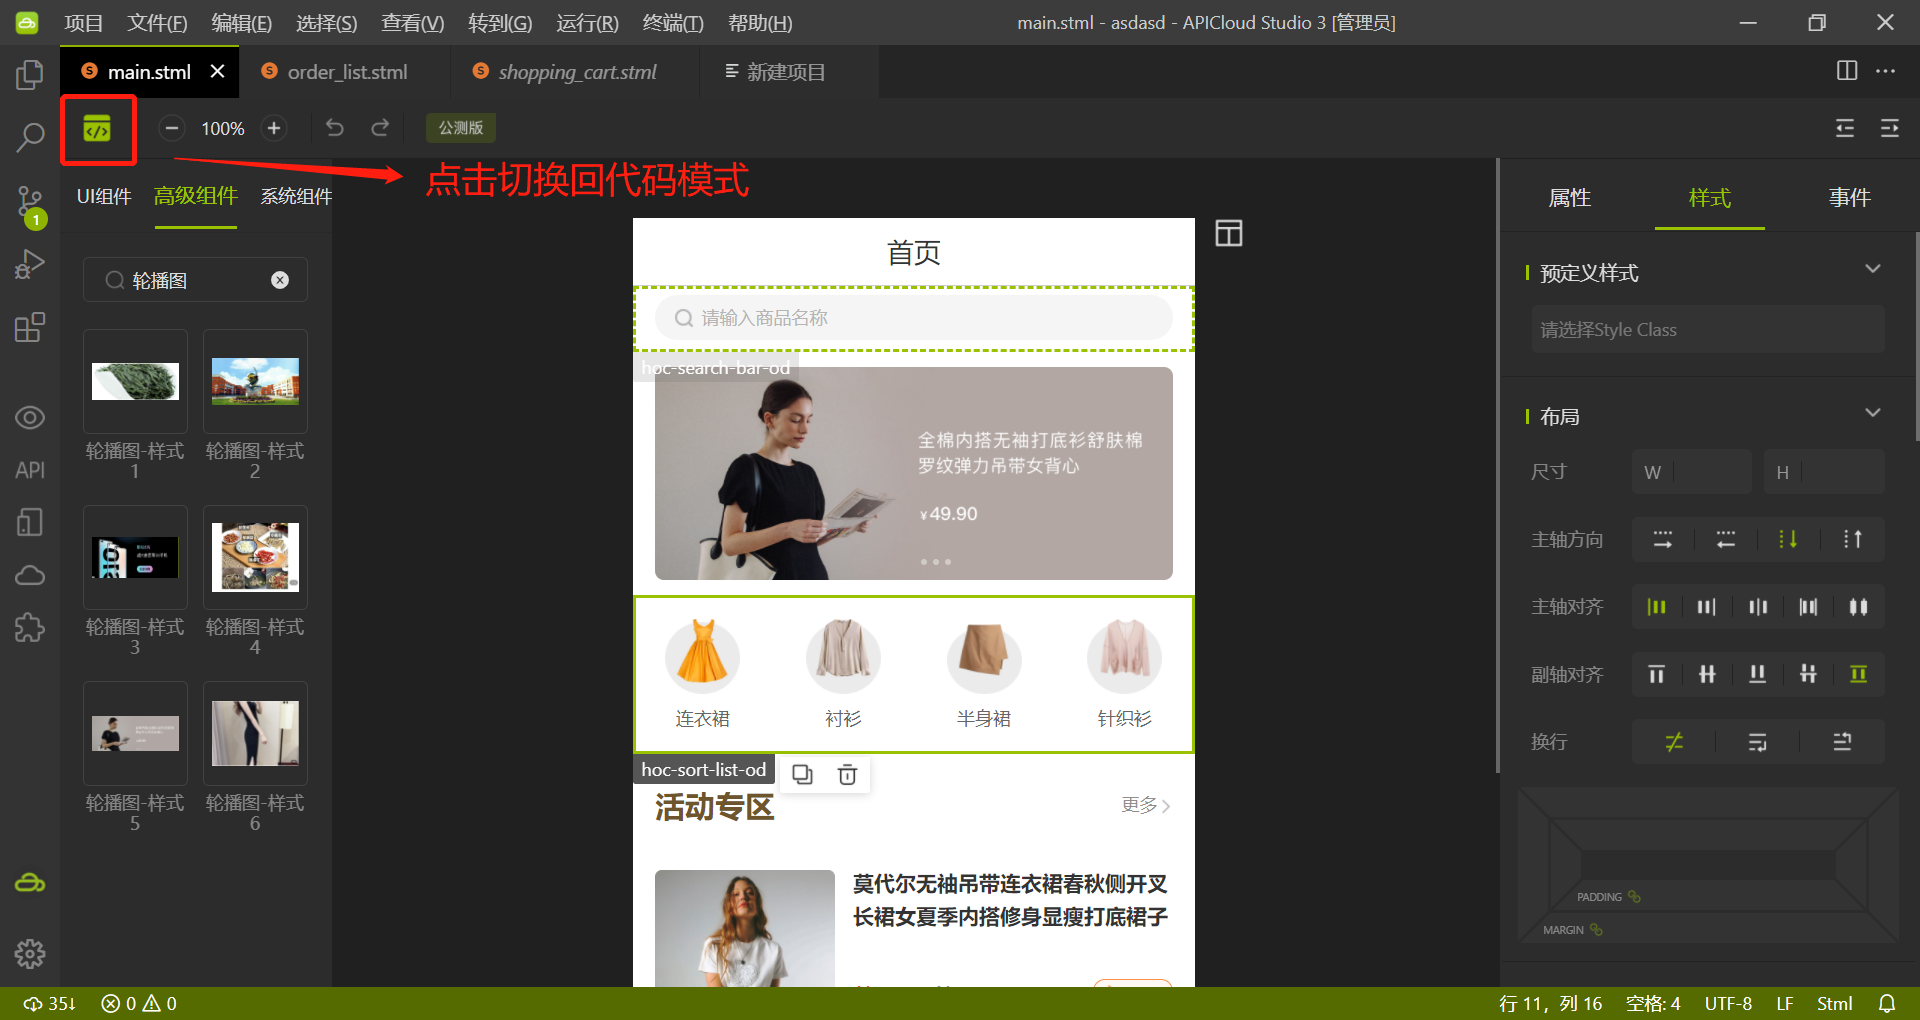 项目 文件(F) 编辑(E) 选择(S) 查看(V) 转到(G) 运行(R) 终端(T) 帮助(H) main.stml - asdasd - APICloud Studio 3 [管理员]
main.stml order_list.stml shopping_cart.stml 新建项目
100% 公测版
点击切换回代码模式
1
API
UI组件 高级组件 系统组件
轮播图
轮播图-样式
1
轮播图-样式
2
轮播图-样式
3
轮播图-样式
4
轮播图-样式
5
轮播图-样式
6
首页
请输入商品名称
hoc-search-bar-od
全棉内搭无袖打底衫舒肤棉
罗纹弹力吊带女背心
¥49.90
连衣裙 衬衫 半身裙 针织衫
hoc-sort-list-od
活动专区 更多
莫代尔无袖吊带连衣裙春秋侧开叉
长裙女夏季内搭修身显瘦打底裙子
属性 样式 事件
预定义样式
请选择Style Class
布局
尺寸 W H
主轴方向
主轴对齐
副轴对齐
换行
PADDING
MARGIN
35↓ 0 0 行 11，列 16 空格: 4 UTF-8 LF Stml